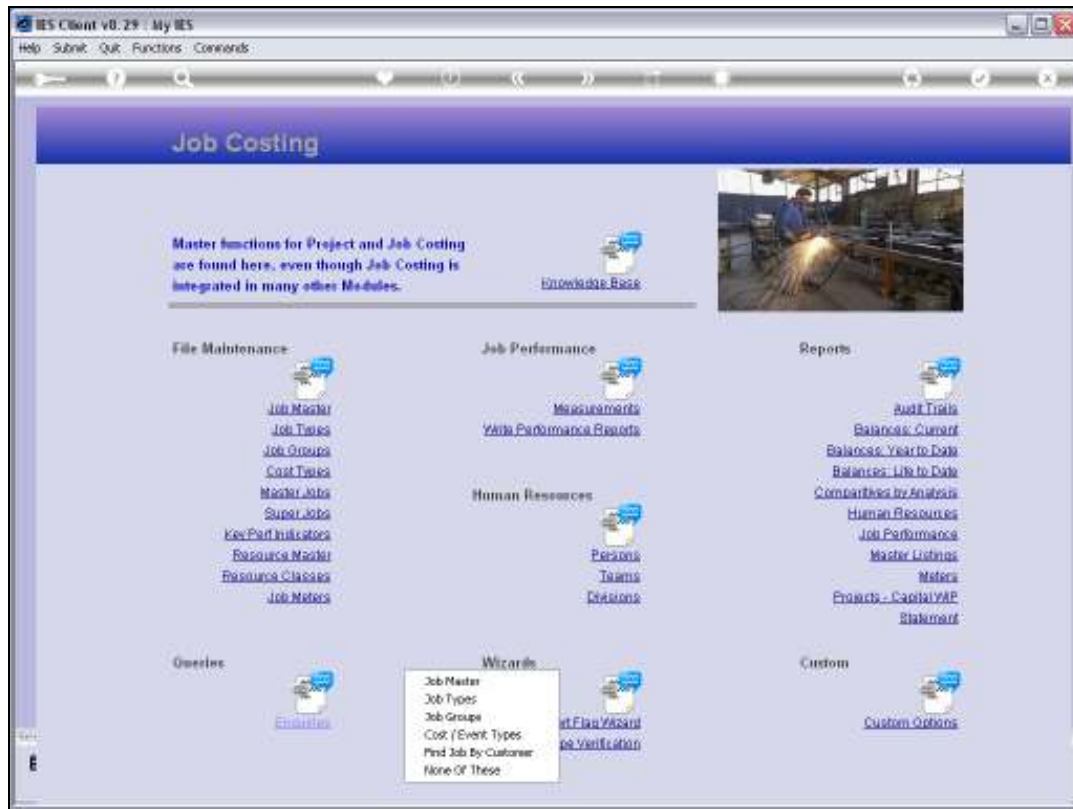 IES Client v8.29 : My IES
Help Submit Quit Functions Commands
Job Costing
Master functions for Project and Job Costing
are found here, even though Job Costing is
integrated in many other Modules.
Knowledge Base
File Maintenance
Job Master
Job Types
Job Groups
Cost Types
Master Jobs
Super Jobs
Key Perf Indicators
Resource Master
Resource Classes
Job Meters
Job Performance
Measurements
Write Performance Reports
Human Resources
Persons
Teams
Divisions
Reports
Audit Trails
Balances: Current
Balances: Year to Date
Balances: Life to Date
Comparitives by Analysis
Human Resources
Job Performance
Master Listings
Meters
Projects - Capital WIP
Statement
Queries
Enquiries
Wizards
Job Master
Job Types
Job Groups
Cost / Event Types
Find Job By Customer
None Of These
Flag Wizard
Verification
Custom
Custom Options